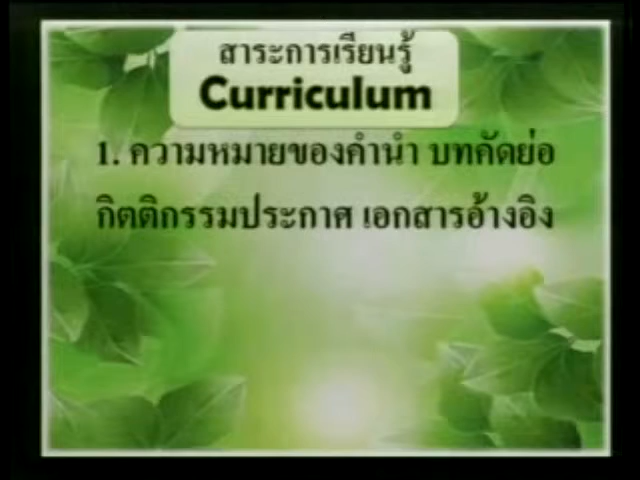 สาระการเรียนรู้
Curriculum
1. ความหมายของคำนำ บทคัดย่อ
กิตติกรรมประกาศ เอกสารอ้างอิง